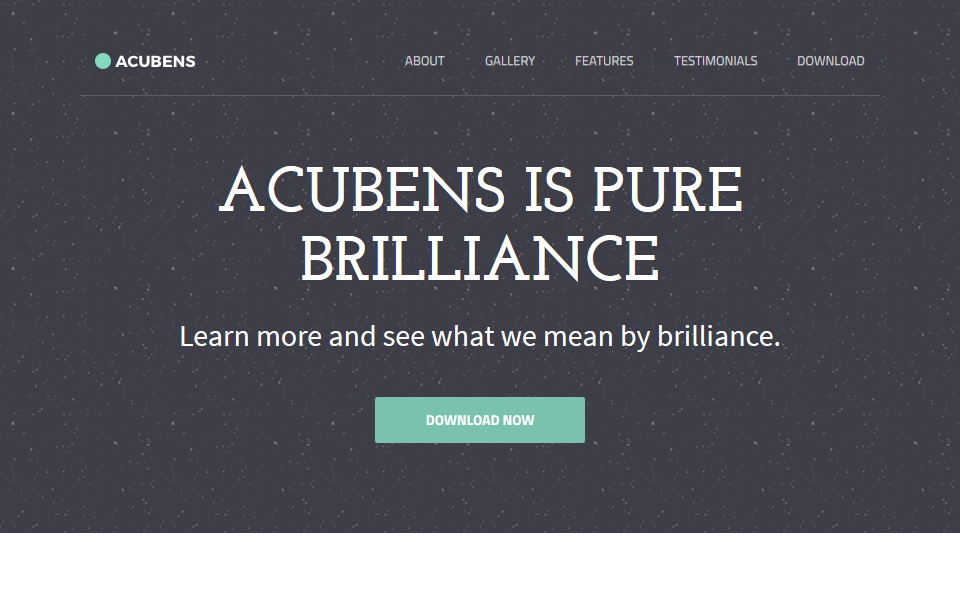 ACUBENS
ABOUT GALLERY FEATURES TESTIMONIALS DOWNLOAD
ACUBENS IS PURE
BRILLIANCE
Learn more and see what we mean by brilliance.
DOWNLOAD NOW